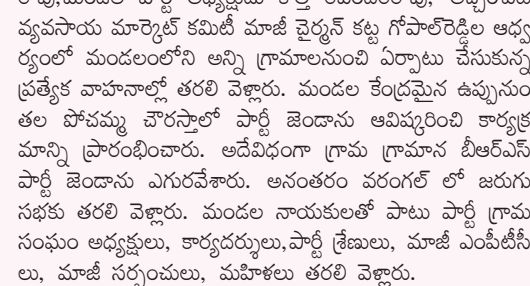 వ్యవసాయ మార్కెట్ కమిటీ మాజీ చైర్మన్ కట్ట గోపాల్‌రెడ్డిల ఆధ్వ
ర్యంలో మండలంలోని అన్ని గ్రామాలనుంచి ఏర్పాటు చేసుకున్న
ప్రత్యేక వాహనాల్లో తరలి వెళ్లారు. మండల కేంద్రమైన ఉప్పునుం
తల పోచమ్మ చౌరస్తాలో పార్టీ జెండాను ఆవిష్కరించి కార్యక్ర
మాన్ని ప్రారంభించారు. అదేవిధంగా గ్రామ గ్రామాన బీఆర్ఎస్
పార్టీ జెండాను ఎగురవేశారు. అనంతరం వరంగల్ లో జరుగు
సభకు తరలి వెళ్లారు. మండల నాయకులతో పాటు పార్టీ గ్రామ
సంఘం అధ్యక్షులు, కార్యదర్శులు,పార్టీ శ్రేణులు, మాజీ ఎంపీటీసీ
లు, మాజీ సర్పంచులు, మహిళలు తరలి వెళ్లారు.